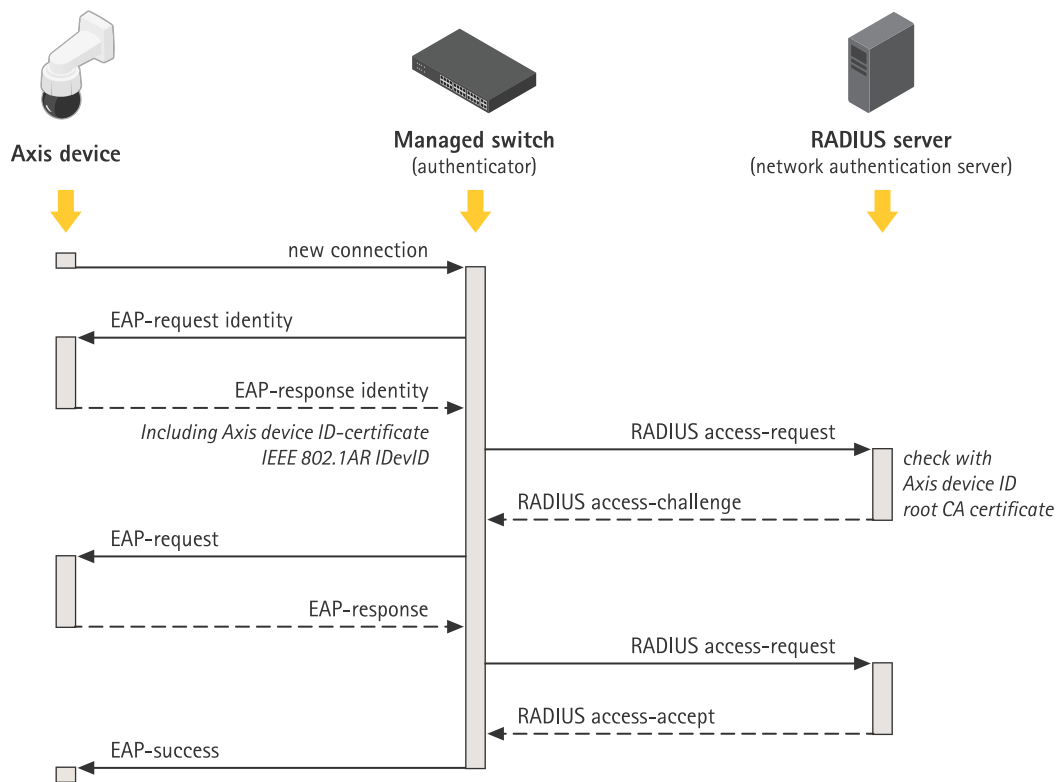 Axis device
Managed switch
(authenticator)
RADIUS server
(network authentication server)
new connection
EAP-request identity
EAP-response identity
Including Axis device ID-certificate
IEEE 802.1AR IDevID
RADIUS access-request
check with
Axis device ID
root CA certificate
RADIUS access-challenge
EAP-request
EAP-response
RADIUS access-request
RADIUS access-accept
EAP-success